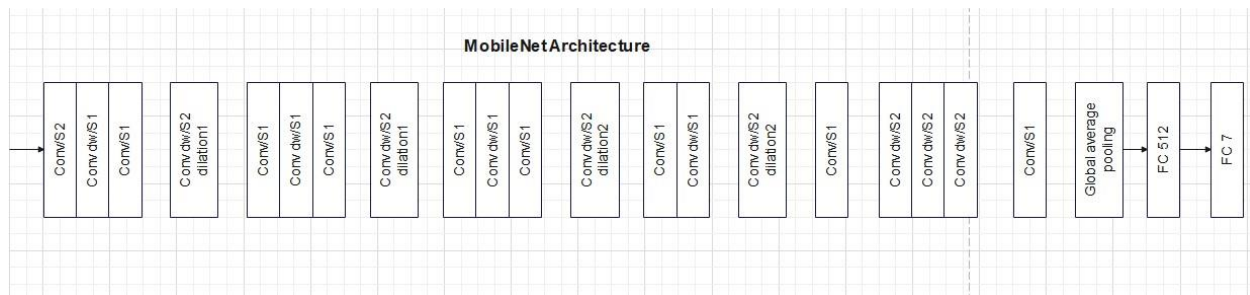 MobileNet Architecture
Conv/S2
Conv dw/S1
Conv/S1
Conv dw/S2
dilation1
Conv/S1
Conv dw/S1
Conv/S1
Conv dw/S2
dilation1
Conv/S1
Conv dw/S1
Conv/S1
Conv dw/S2
dilation2
Conv/S1
Conv dw/S1
Conv dw/S2
dilation2
Conv/S1
Conv dw/S2
Conv dw/S2
Conv dw/S2
Conv/S1
Global average
pooling
FC 512
FC 7